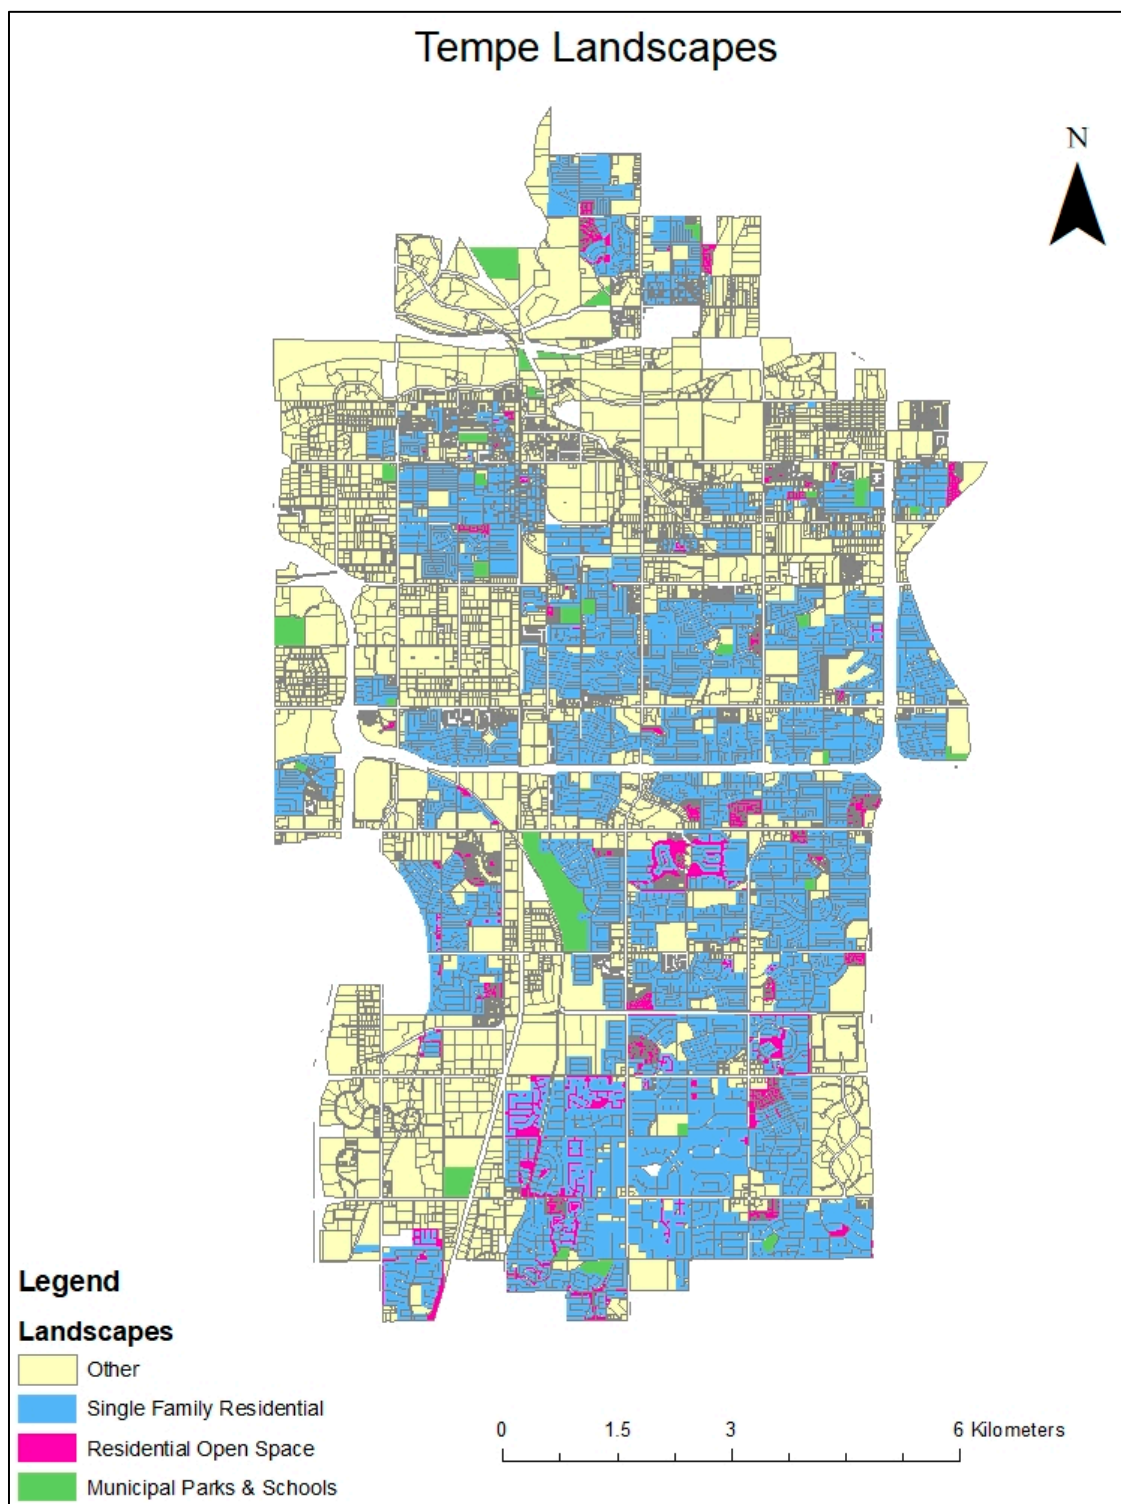 Tempe Landscapes
N
Legend
Landscapes
Other
Single Family Residential
Residential Open Space
Municipal Parks & Schools
0 1.5 3 6 Kilometers